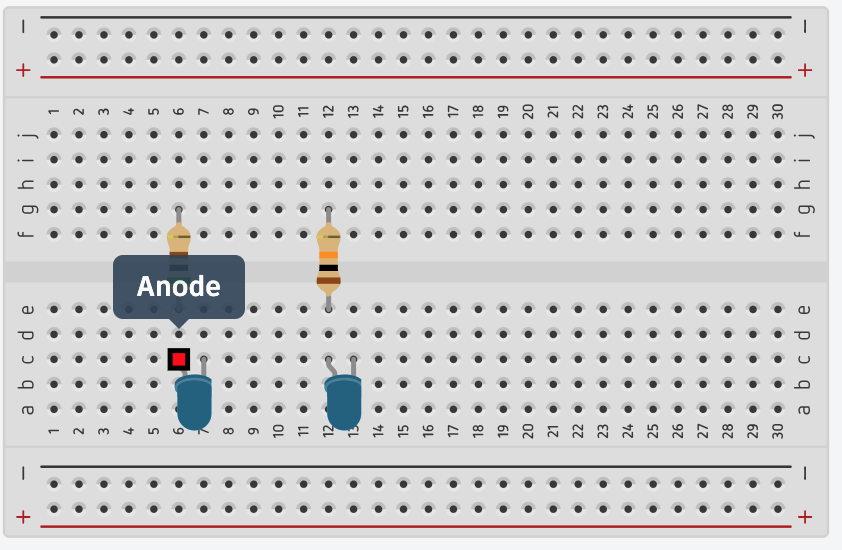 − −
+ +
1 2 3 4 5 6 7 8 9 10 11 12 13 14 15 16 17 18 19 20 21 22 23 24 25 26 27 28 29 30
j j
i i
h h
g g
f f
Anode
e e
d d
c c
b b
a a
1 2 3 4 5 6 7 8 9 10 11 12 13 14 15 16 17 18 19 20 21 22 23 24 25 26 27 28 29 30
− −
+ +